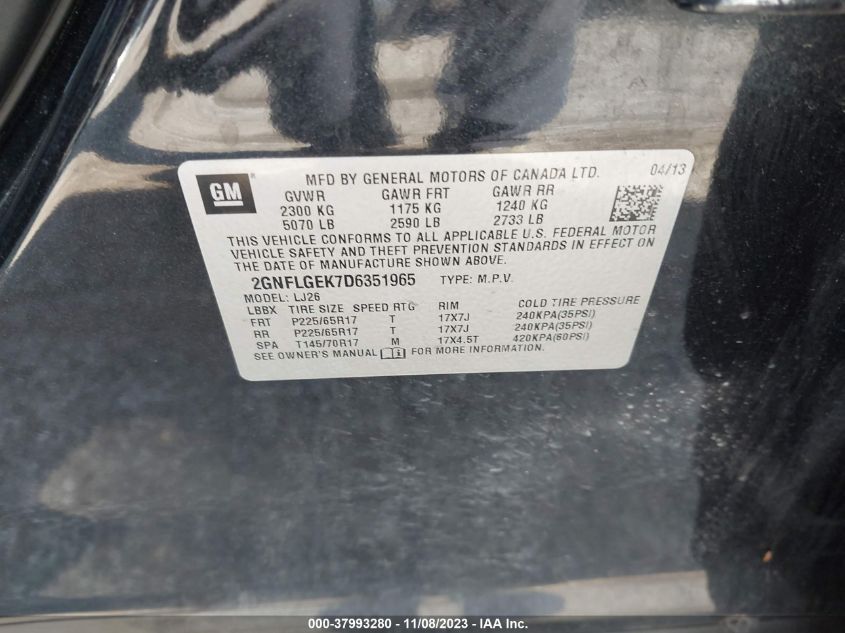 GM ®
MFD BY GENERAL MOTORS OF CANADA LTD. 04/13
GVWR GAWR FRT GAWR RR
2300 KG 1175 KG 1240 KG
5070 LB 2590 LB 2733 LB
THIS VEHICLE CONFORMS TO ALL APPLICABLE U.S. FEDERAL MOTOR
VEHICLE SAFETY AND THEFT PREVENTION STANDARDS IN EFFECT ON
THE DATE OF MANUFACTURE SHOWN ABOVE.
2GNFLGEK7D6351965 TYPE: M.P.V.
MODEL: LJ26
LBBX TIRE SIZE SPEED RTG RIM COLD TIRE PRESSURE
FRT P225/65R17 T 17X7J 240KPA(35PSI)
RR P225/65R17 T 17X7J 240KPA(35PSI)
SPA T145/70R17 M 17X4.5T 420KPA(60PSI)
SEE OWNER'S MANUAL FOR MORE INFORMATION.
000-37993280 - 11/08/2023 - IAA Inc.